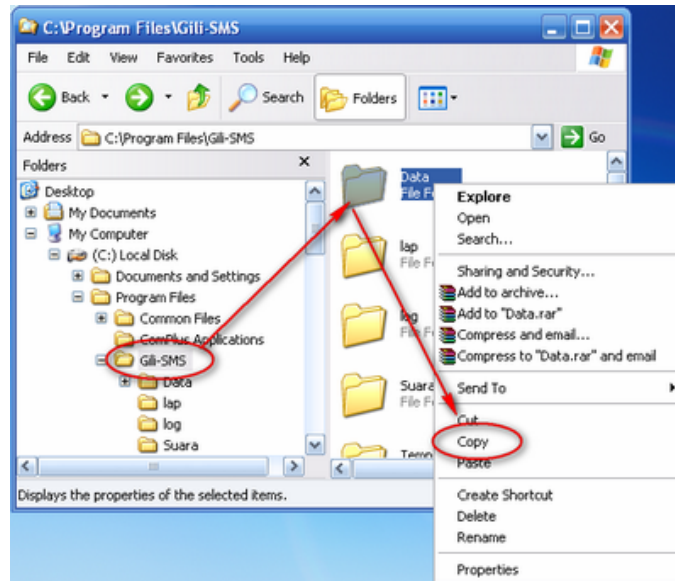 C:\Program Files\Gili-SMS
File Edit View Favorites Tools Help
Back Search Folders
Address C:\Program Files\Gili-SMS Go
Folders
Desktop
My Documents
My Computer
(C:) Local Disk
Documents and Settings
Program Files
Common Files
ComPlus Applications
Gili-SMS
Data
lap
log
Suara
Data
File Fo
lap
File Fo
log
File F
Suara
File Fo
Temp
Explore
Open
Search...
Sharing and Security...
Add to archive...
Add to "Data.rar"
Compress and email...
Compress to "Data.rar" and email
Send To
Cut
Copy
Paste
Create Shortcut
Delete
Rename
Properties
Displays the properties of the selected items.